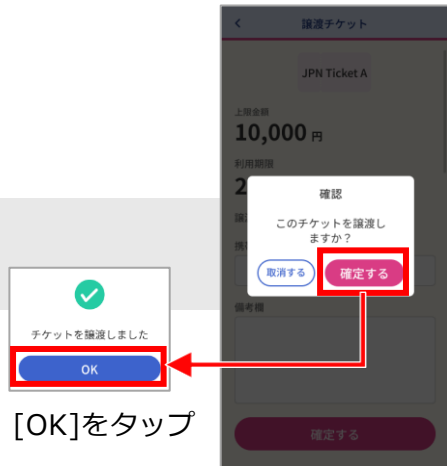 譲渡チケット
JPN Ticket A
上限金額
10,000 円
利用期限
2
確認
このチケットを譲渡し
ますか？
取消する
確定する
備考欄
チケットを譲渡しました
OK
[OK]をタップ
確定する